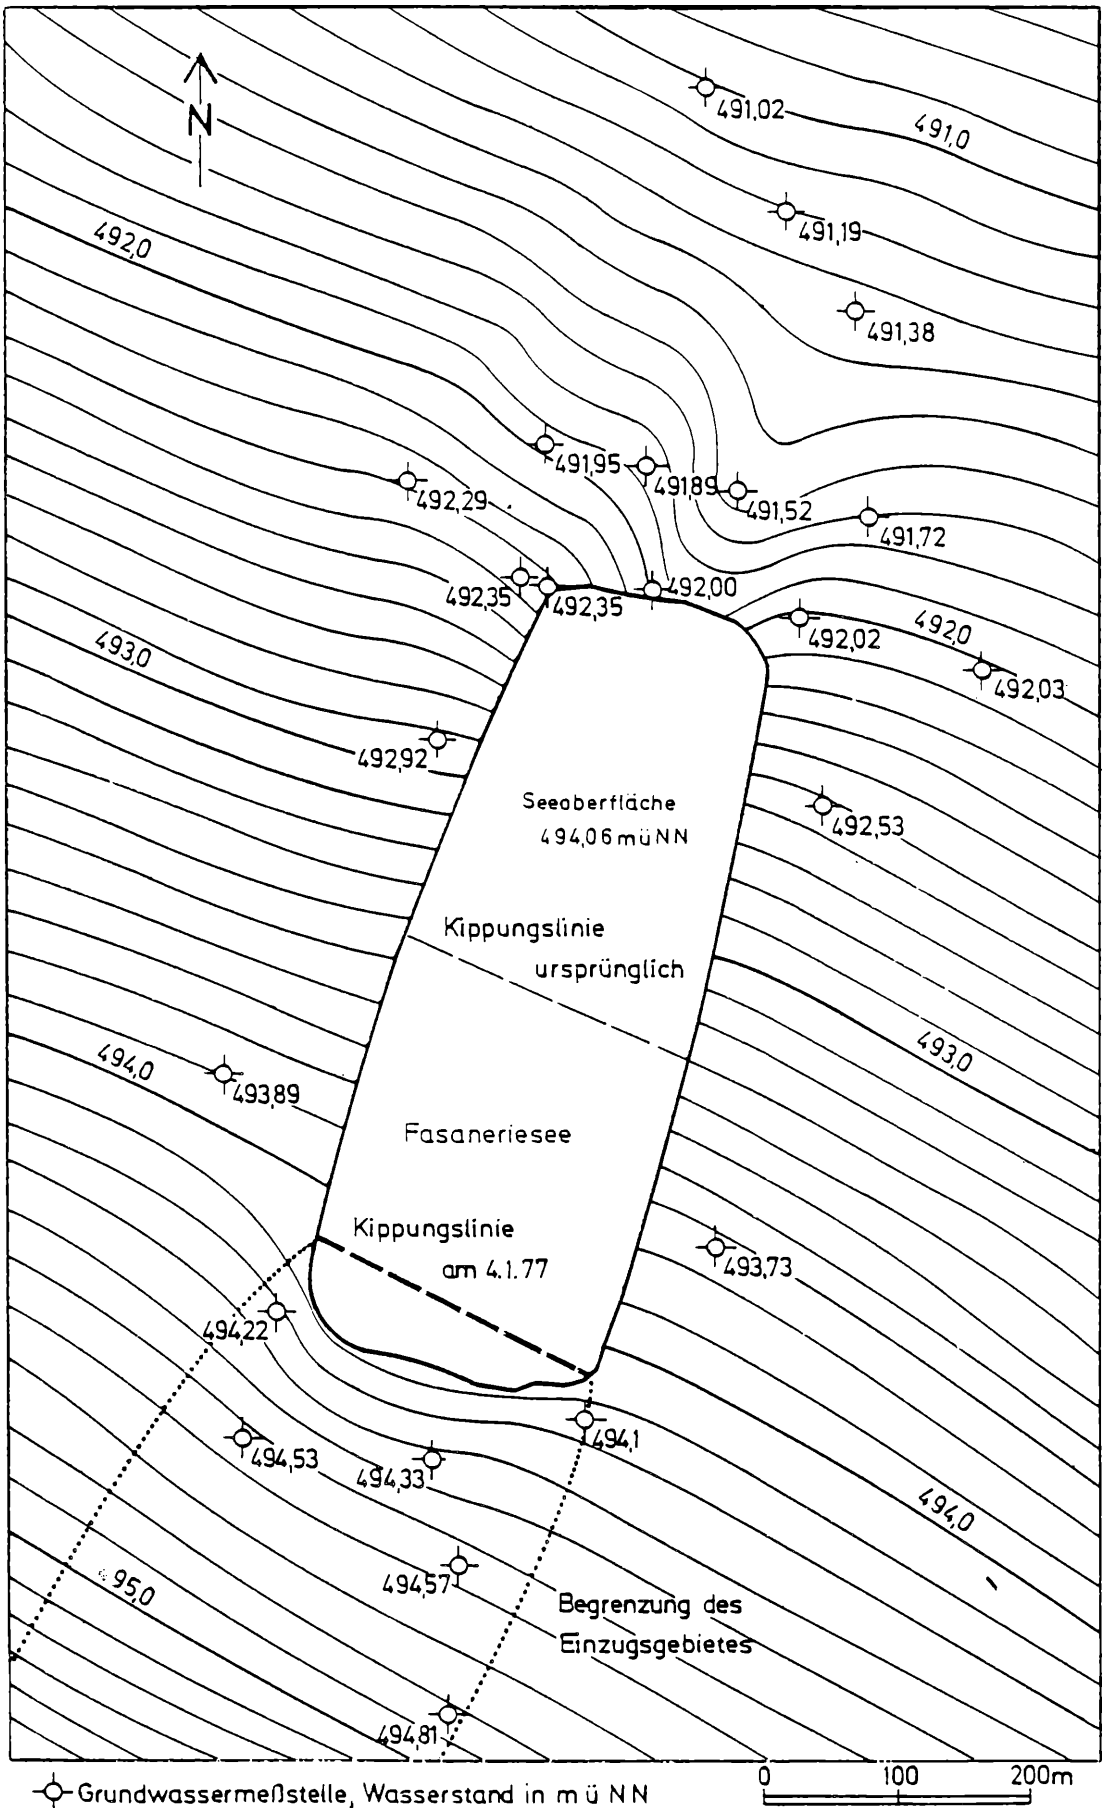 N
491,02
491,0
491,19
492,0
491,38
491,95
491,89
492,29
491,52
491,72
492,35
492,35
492,00
492,02
492,0
492,03
493,0
492,92
Seeoberfläche
494,06müNN
492,53
Kippungslinie
ursprünglich
493,0
494,0
493,89
Fasaneriesee
Kippungslinie
am 4.1.77
493,73
494,22
494,1
494,53
494,33
494,0
494,57
95,0
Begrenzung des
Einzugsgebietes
494,81
0 100 200m
Grundwassermeßstelle, Wasserstand in m ü NN